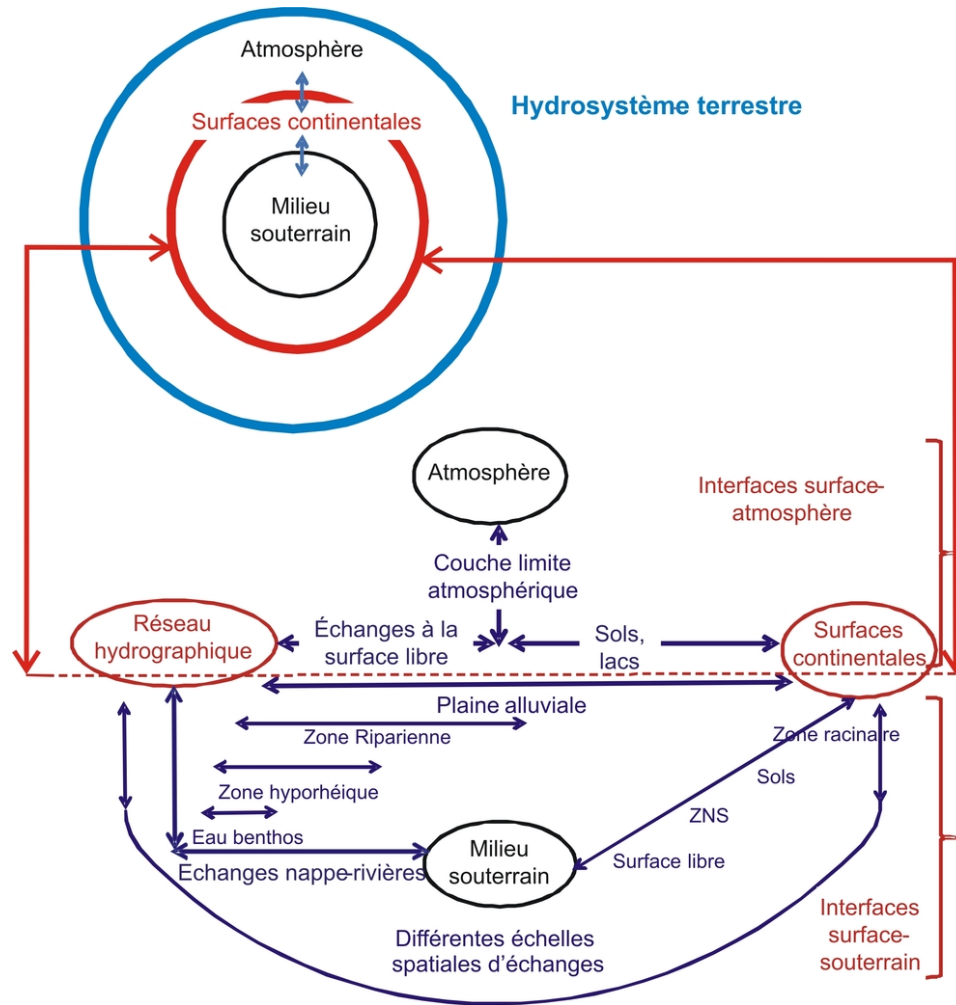 Atmosphère
Hydrosystème terrestre
Surfaces continentales
Milieu
souterrain
Atmosphère
Interfaces surface-
atmosphère
Couche limite
atmosphérique
Réseau
hydrographique
Échanges à la
surface libre
Sols,
lacs
Surfaces
continentales
Plaine alluviale
Zone Riparienne
Zone racinaire
Zone hyporhéique
Sols
ZNS
Eau benthos
Echanges nappe-rivières
Milieu
souterrain
Surface libre
Différentes échelles
spatiales d'échanges
Interfaces
surface-
souterrain